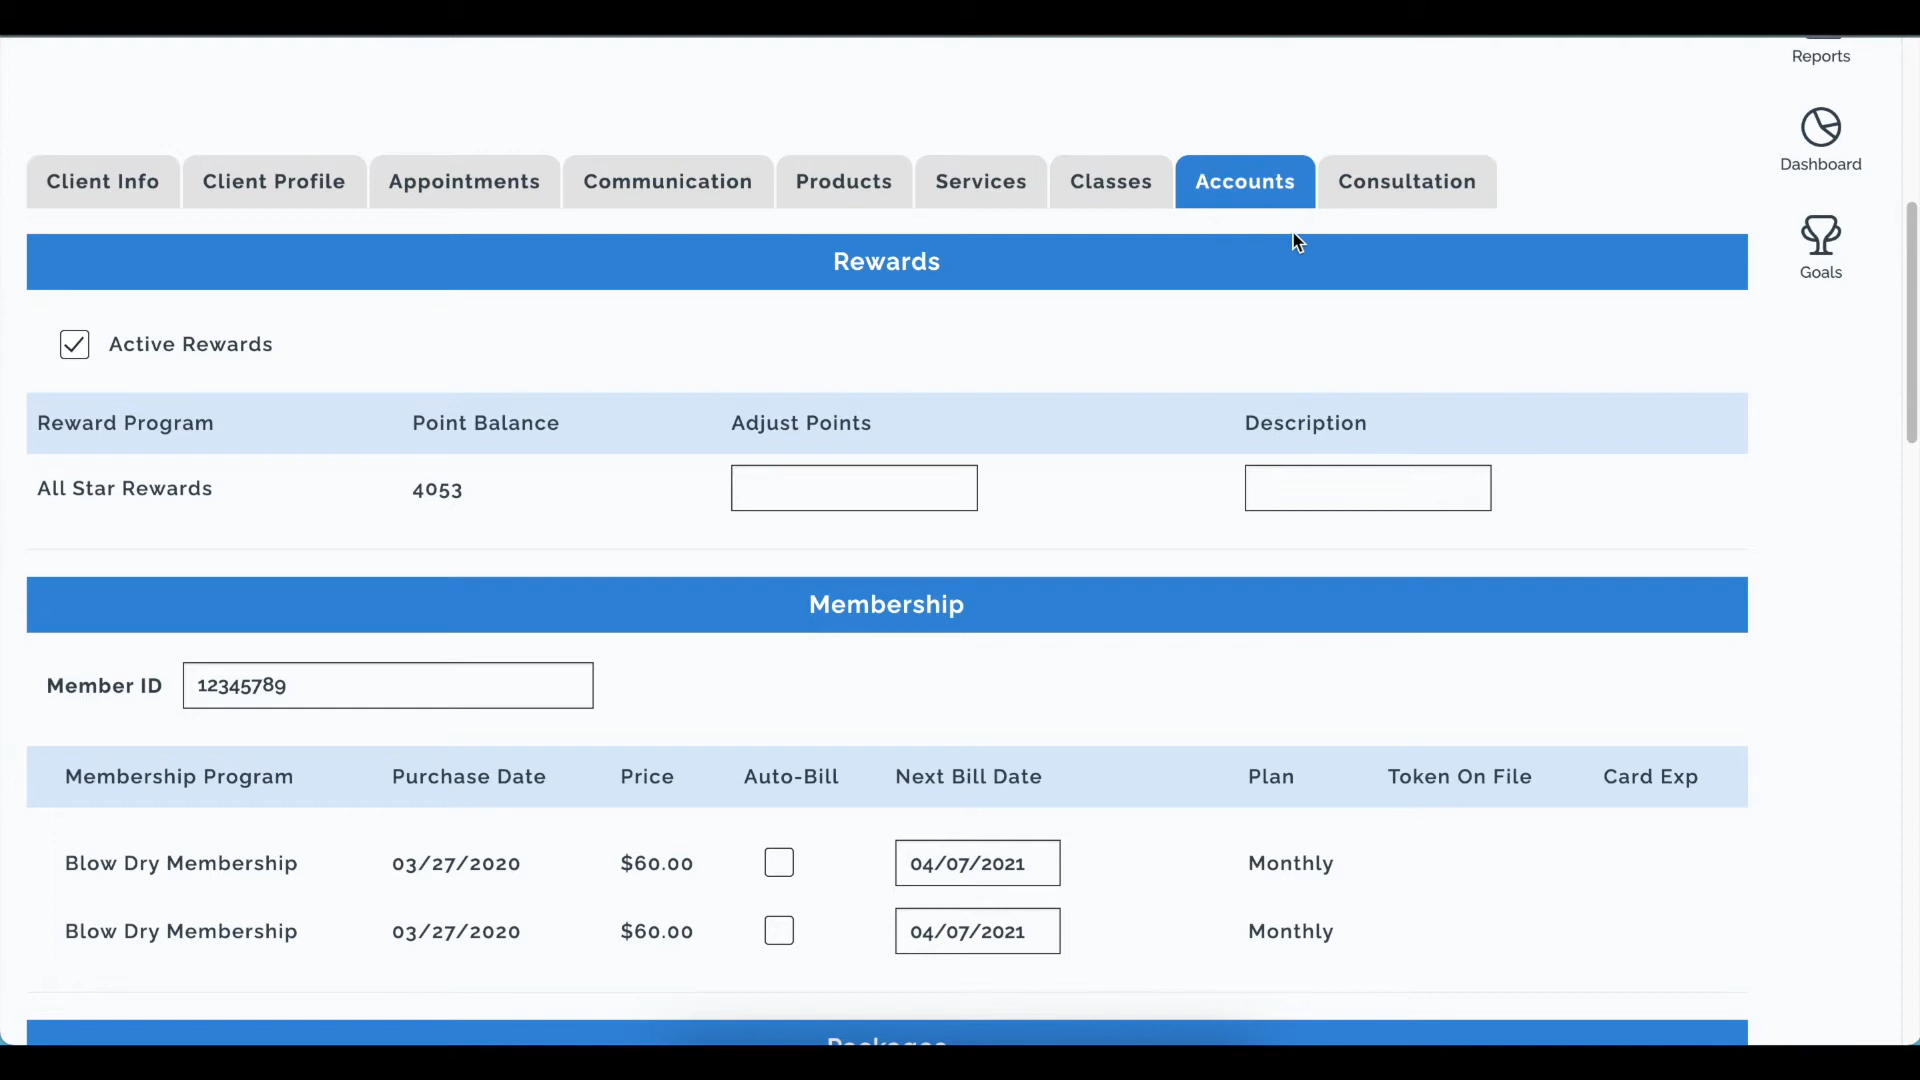 Reports
Dashboard
Goals
Client Info Client Profile Appointments Communication Products Services Classes Accounts Consultation
Rewards
Active Rewards
Reward Program Point Balance Adjust Points Description
All Star Rewards 4053
Membership
Member ID 12345789
Membership Program Purchase Date Price Auto-Bill Next Bill Date Plan Token On File Card Exp
Blow Dry Membership 03/27/2020 $60.00 04/07/2021 Monthly
Blow Dry Membership 03/27/2020 $60.00 04/07/2021 Monthly
Packages